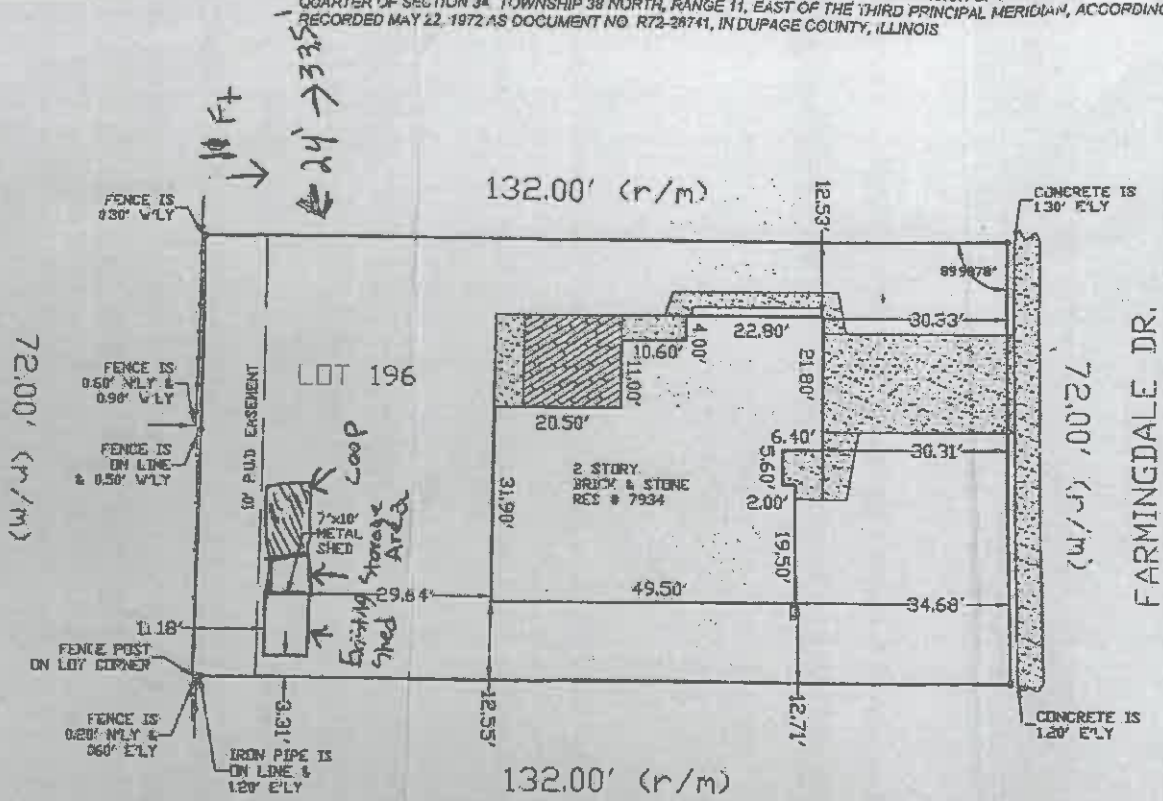 QUARTER OF SECTION 34, TOWNSHIP 38 NORTH, RANGE 11, EAST OF THE THIRD PRINCIPAL MERIDIAN, ACCORDING
RECORDED MAY 22, 1972 AS DOCUMENT NO. R72-26741, IN DUPAGE COUNTY, ILLINOIS
Ft
24' → 33.5
132.00' (r/m)
12.53'
FENCE IS
0.30' W'LY
CONCRETE IS
1.30' E'LY
30.33'
22.80'
4.00'
10.60'
11.00'
21.80'
20.50'
LOT 196
10' P.U.D EASEMENT
FENCE IS
0.60' N'LY &
0.90' W'LY
FENCE IS
ON LINE
& 0.50' W'LY
72.00' (r/m)
72.00' (r/m)
FARMINGDALE DR.
6.40'
5.60'
2.00'
30.31'
2 STORY
BRICK & STONE
RES # 7934
31.90'
19.50'
Coop
7'x10'
METAL
SHED
Storage
Area
Existing
Shed
29.64'
49.50'
34.68'
11.18'
FENCE POST
ON LOT CORNER
FENCE IS
0.20' N'LY &
0.60' E'LY
IRON PIPE IS
ON LINE &
1.20' E'LY
3.31'
12.55'
12.71'
CONCRETE IS
1.20' E'LY
132.00' (r/m)